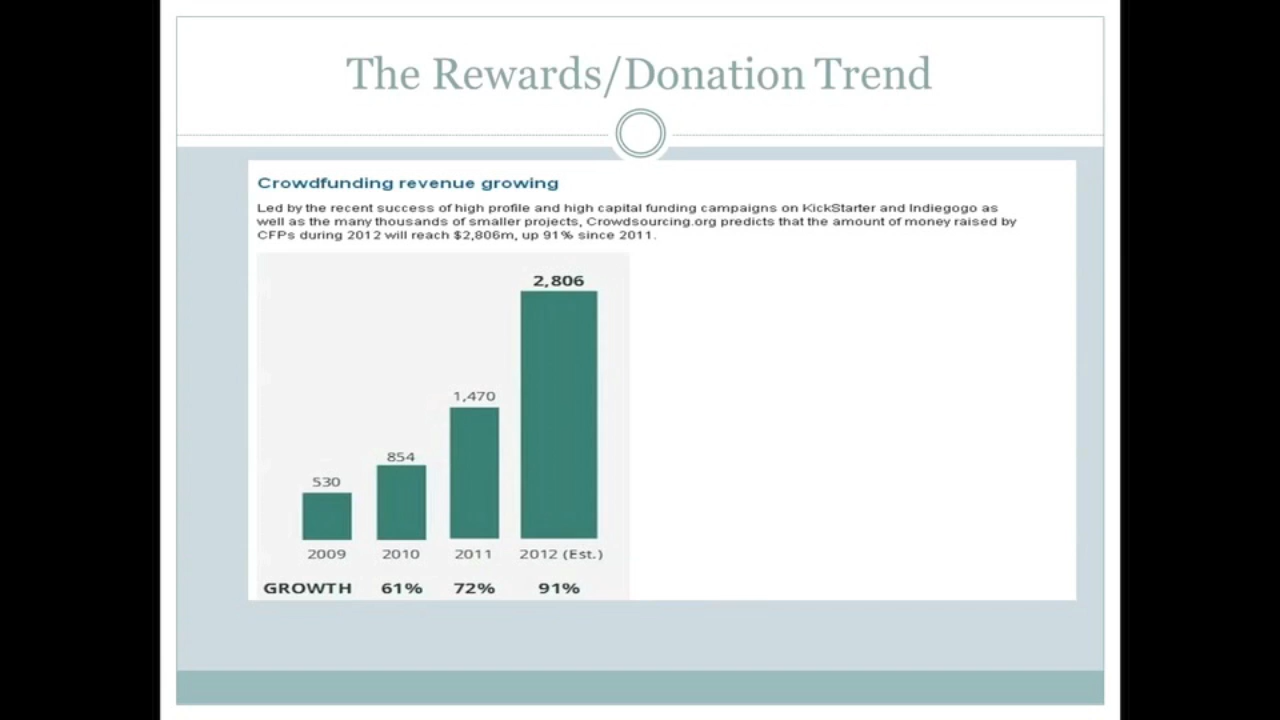 The Rewards/Donation Trend
Crowdfunding revenue growing
Led by the recent success of high profile and high capital funding campaigns on KickStarter and Indiegogo as
well as the many thousands of smaller projects, Crowdsourcing.org predicts that the amount of money raised by
CFPs during 2012 will reach $2,806m, up 91% since 2011.
2,806
1,470
854
530
2009 2010 2011 2012 (Est.)
GROWTH 61% 72% 91%